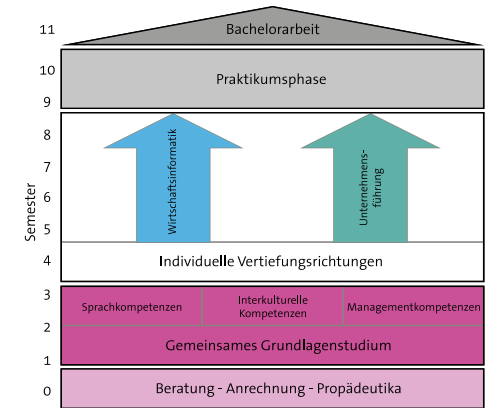 11
Bachelorarbeit
10
Praktikumsphase
9
8
7
6
5
4
Semester
Wirtschaftsinformatik
Unternehmens-
führung
Individuelle Vertiefungsrichtungen
3
Sprachkompetenzen
Interkulturelle
Kompetenzen
Managementkompetenzen
2
Gemeinsames Grundlagenstudium
1
0
Beratung - Anrechnung - Propädeutika